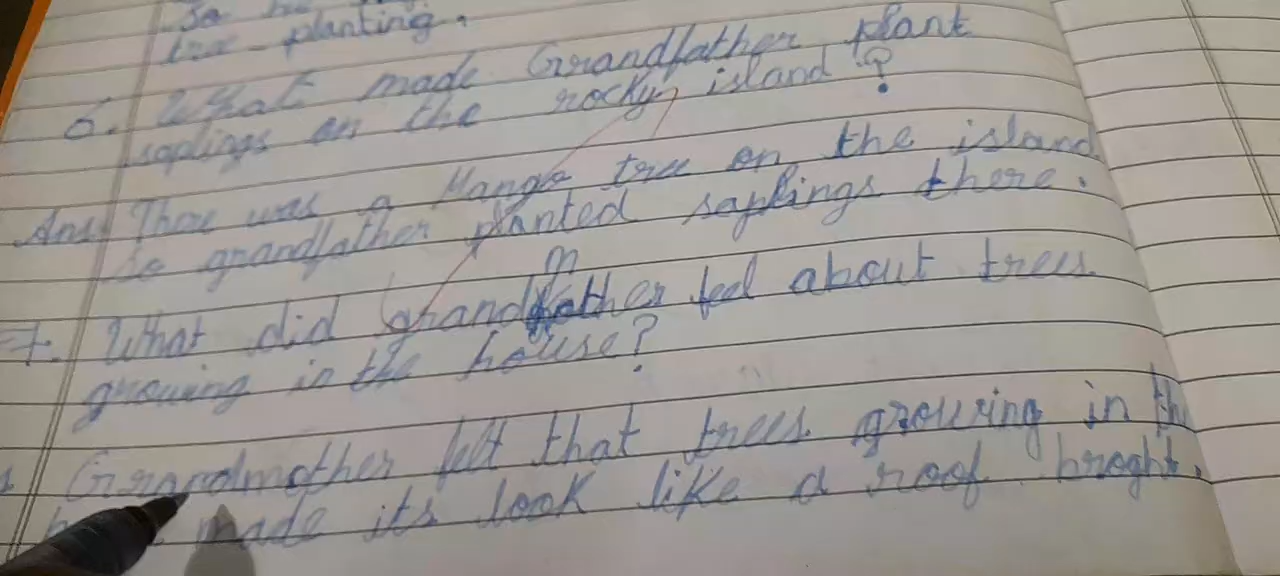 tree-planting.
6. What made Grandfather plant
saplings on the rocky island?
Ans There was a Mango tree on the island
So grandfather planted saplings there.
7. What did grandfather feel about trees
m
growing in the house?
Grandmother felt that trees growing in the
made its look like a roof broght.